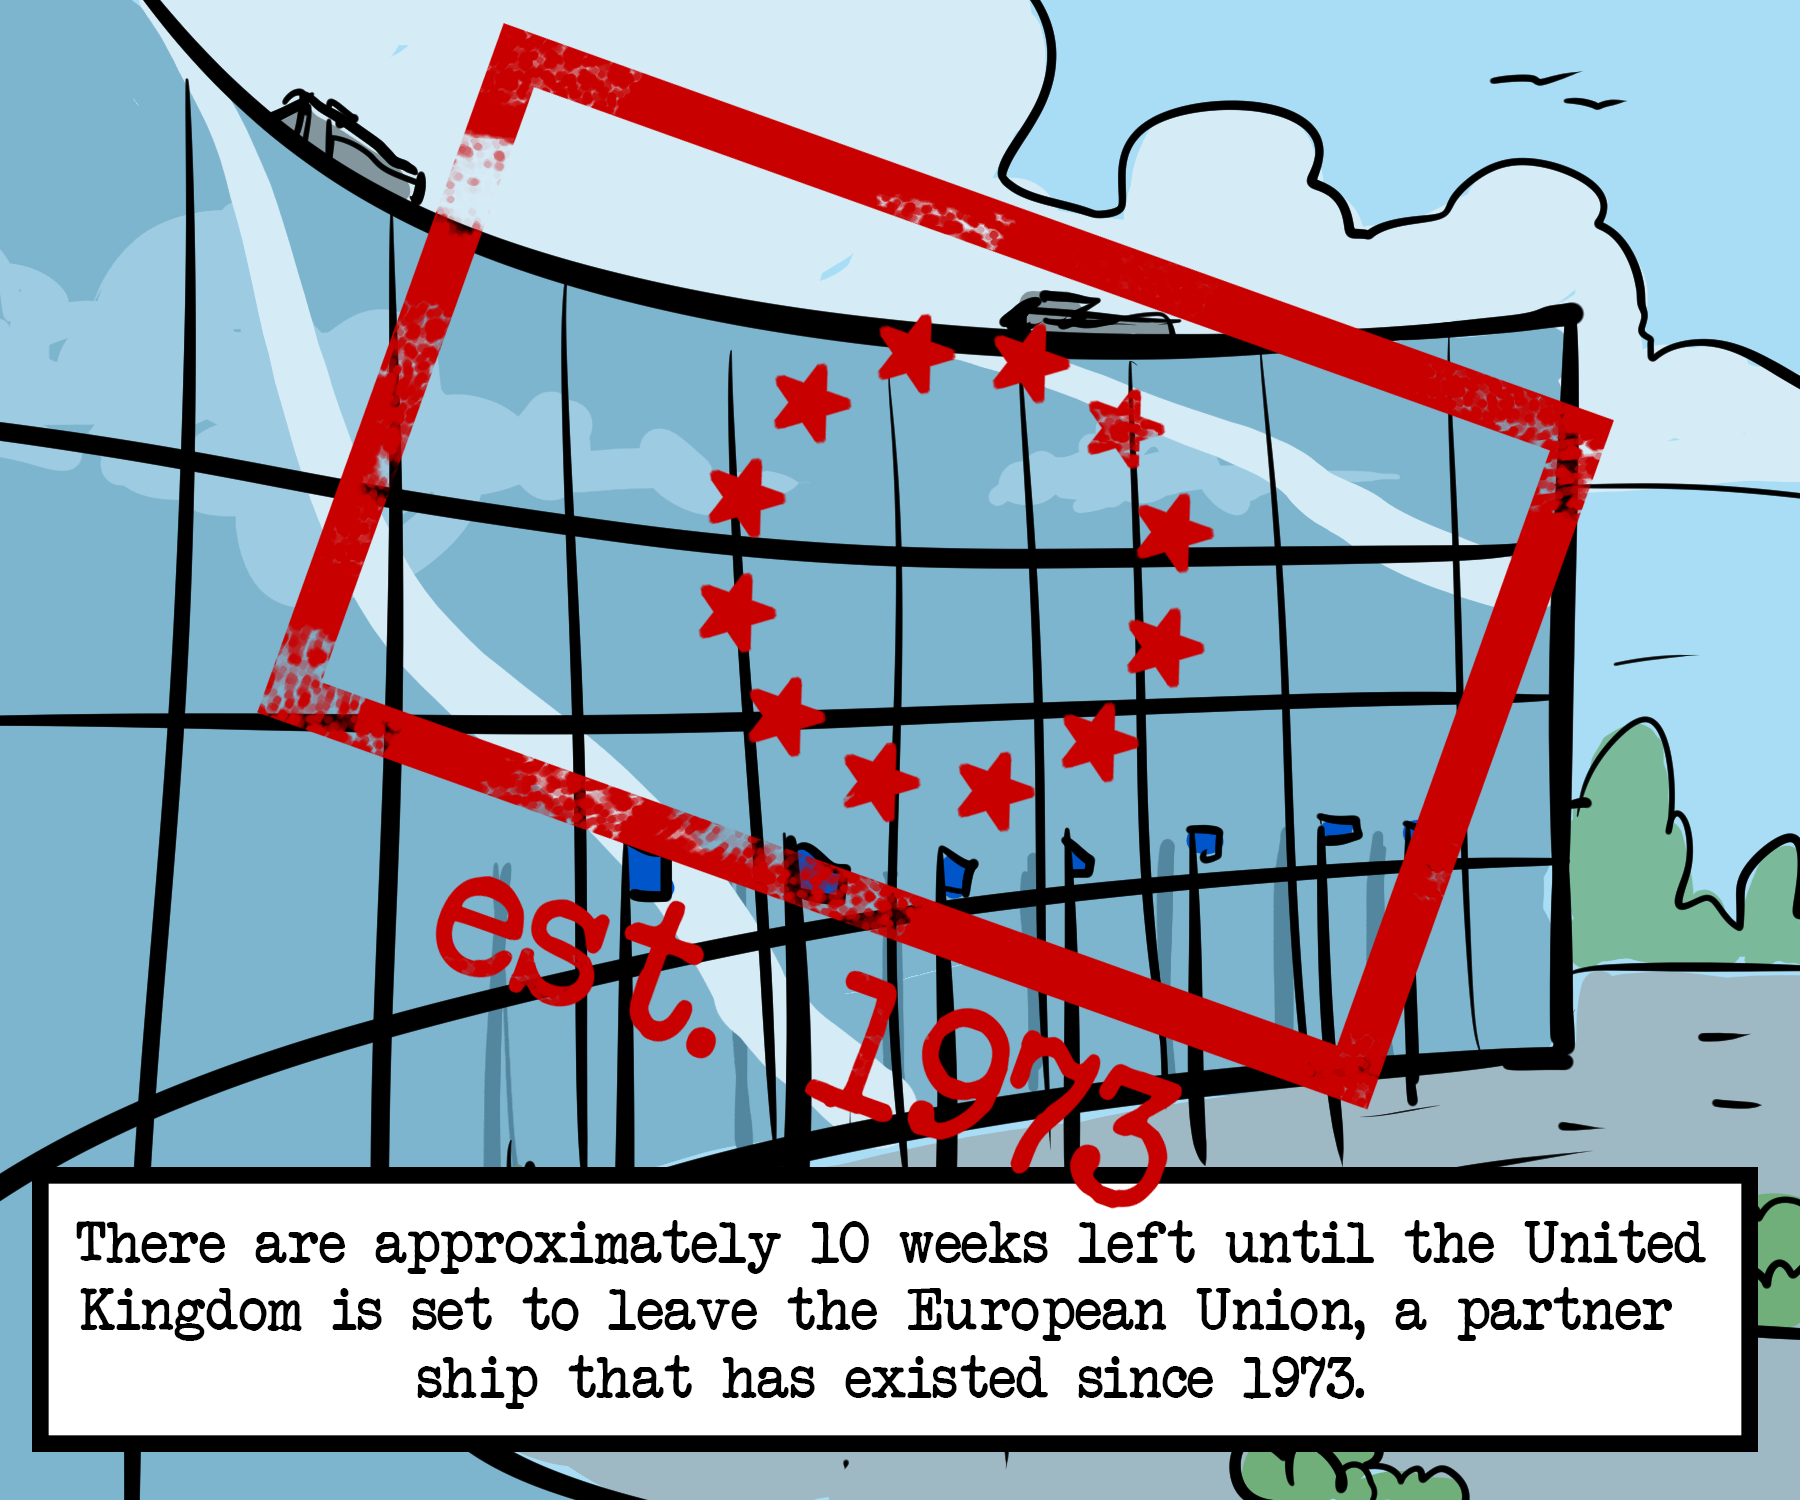 est. 1973
There are approximately 10 weeks left until the United
Kingdom is set to leave the European Union, a partner
ship that has existed since 1973.